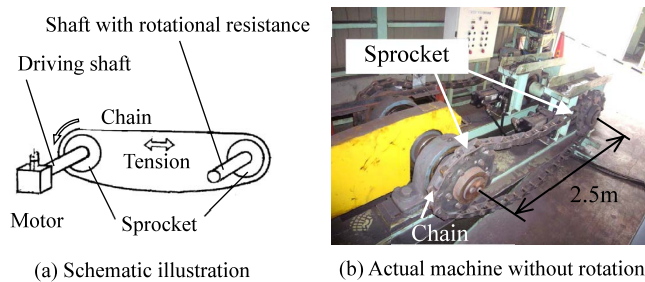 Shaft with rotational resistance
Driving shaft
Chain
Tension
Motor
Sprocket
(a) Schematic illustration
Sprocket
2.5m
Chain
(b) Actual machine without rotation